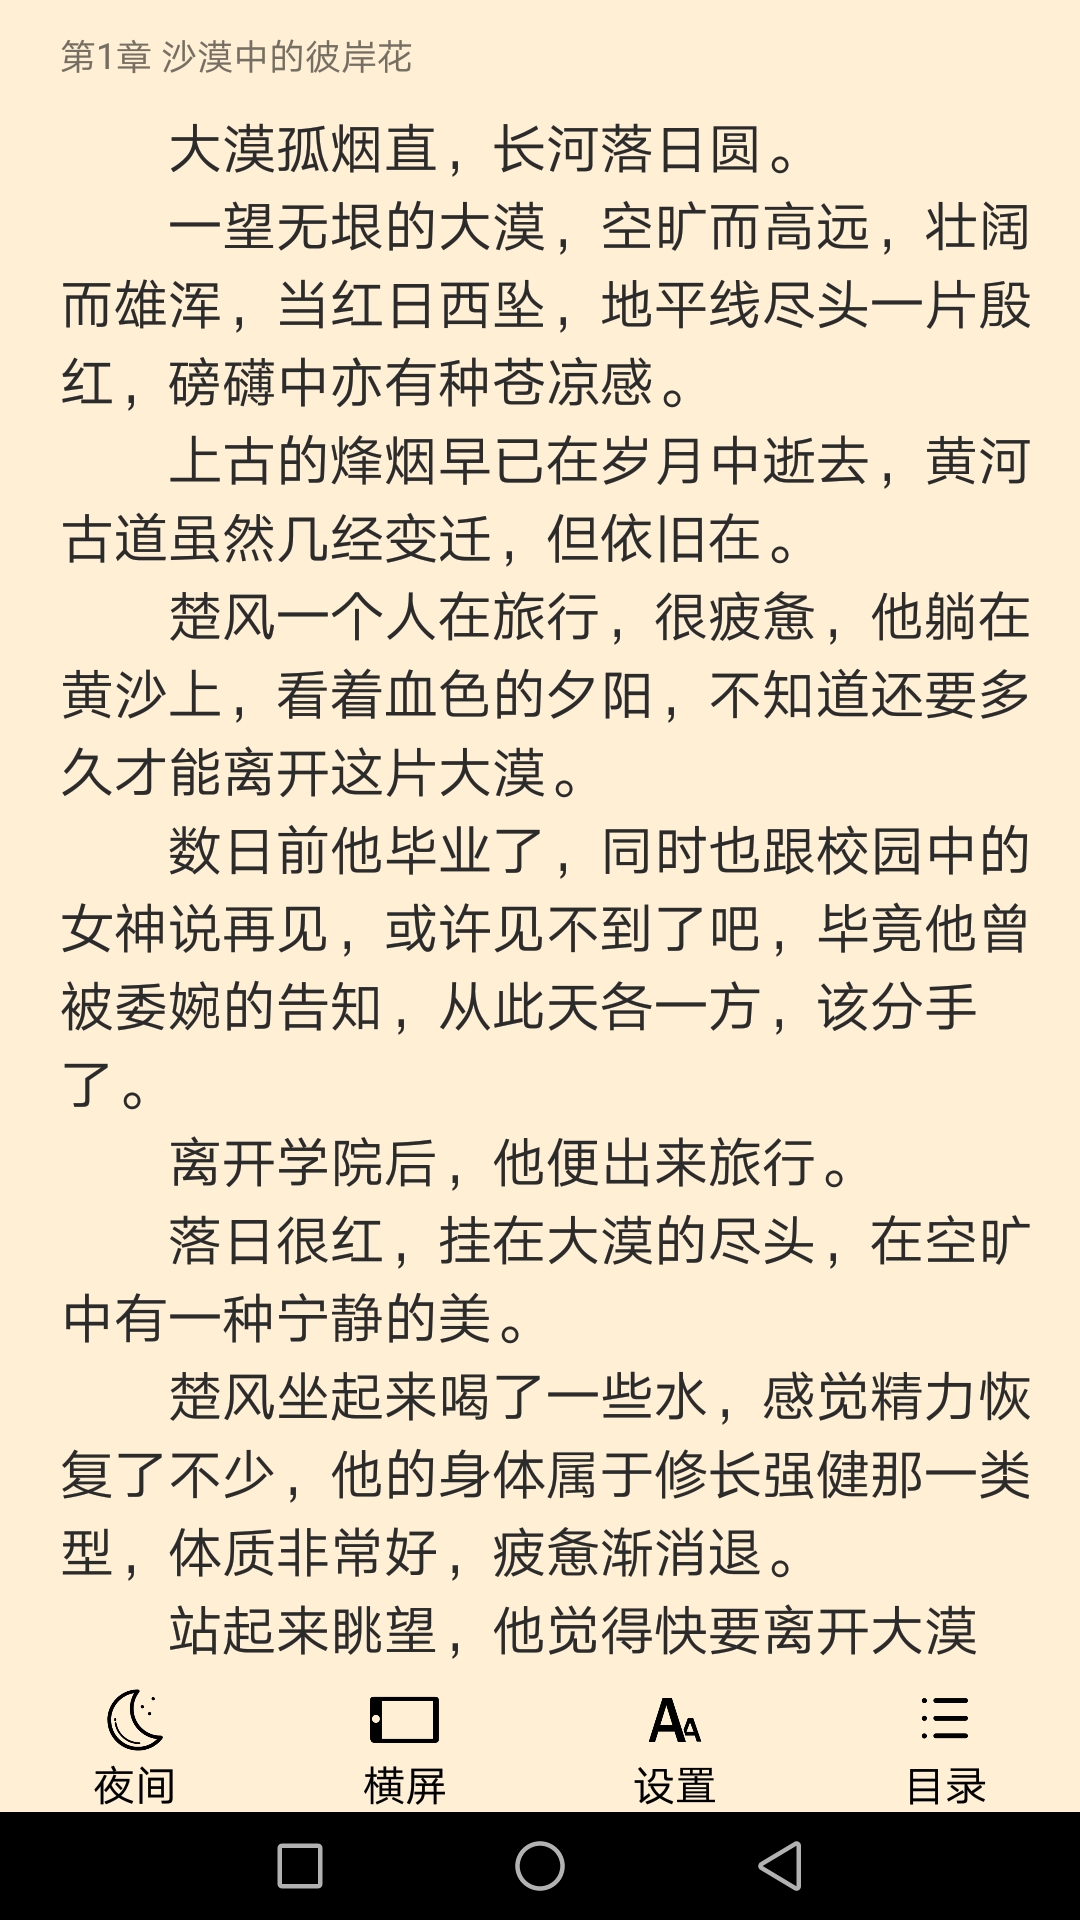 第1章 沙漠中的彼岸花
大漠孤烟直，长河落日圆。
一望无垠的大漠，空旷而高远，壮阔
而雄浑，当红日西坠，地平线尽头一片殷
红，磅礴中亦有种苍凉感。
上古的烽烟早已在岁月中逝去，黄河
古道虽然几经变迁，但依旧在。
楚风一个人在旅行，很疲惫，他躺在
黄沙上，看着血色的夕阳，不知道还要多
久才能离开这片大漠。
数日前他毕业了，同时也跟校园中的
女神说再见，或许见不到了吧，毕竟他曾
被委婉的告知，从此天各一方，该分手
了。
离开学院后，他便出来旅行。
落日很红，挂在大漠的尽头，在空旷
中有一种宁静的美。
楚风坐起来喝了一些水，感觉精力恢
复了不少，他的身体属于修长强健那一类
型，体质非常好，疲惫渐消退。
站起来眺望，他觉得快要离开大漠
夜间
横屏
设置
目录